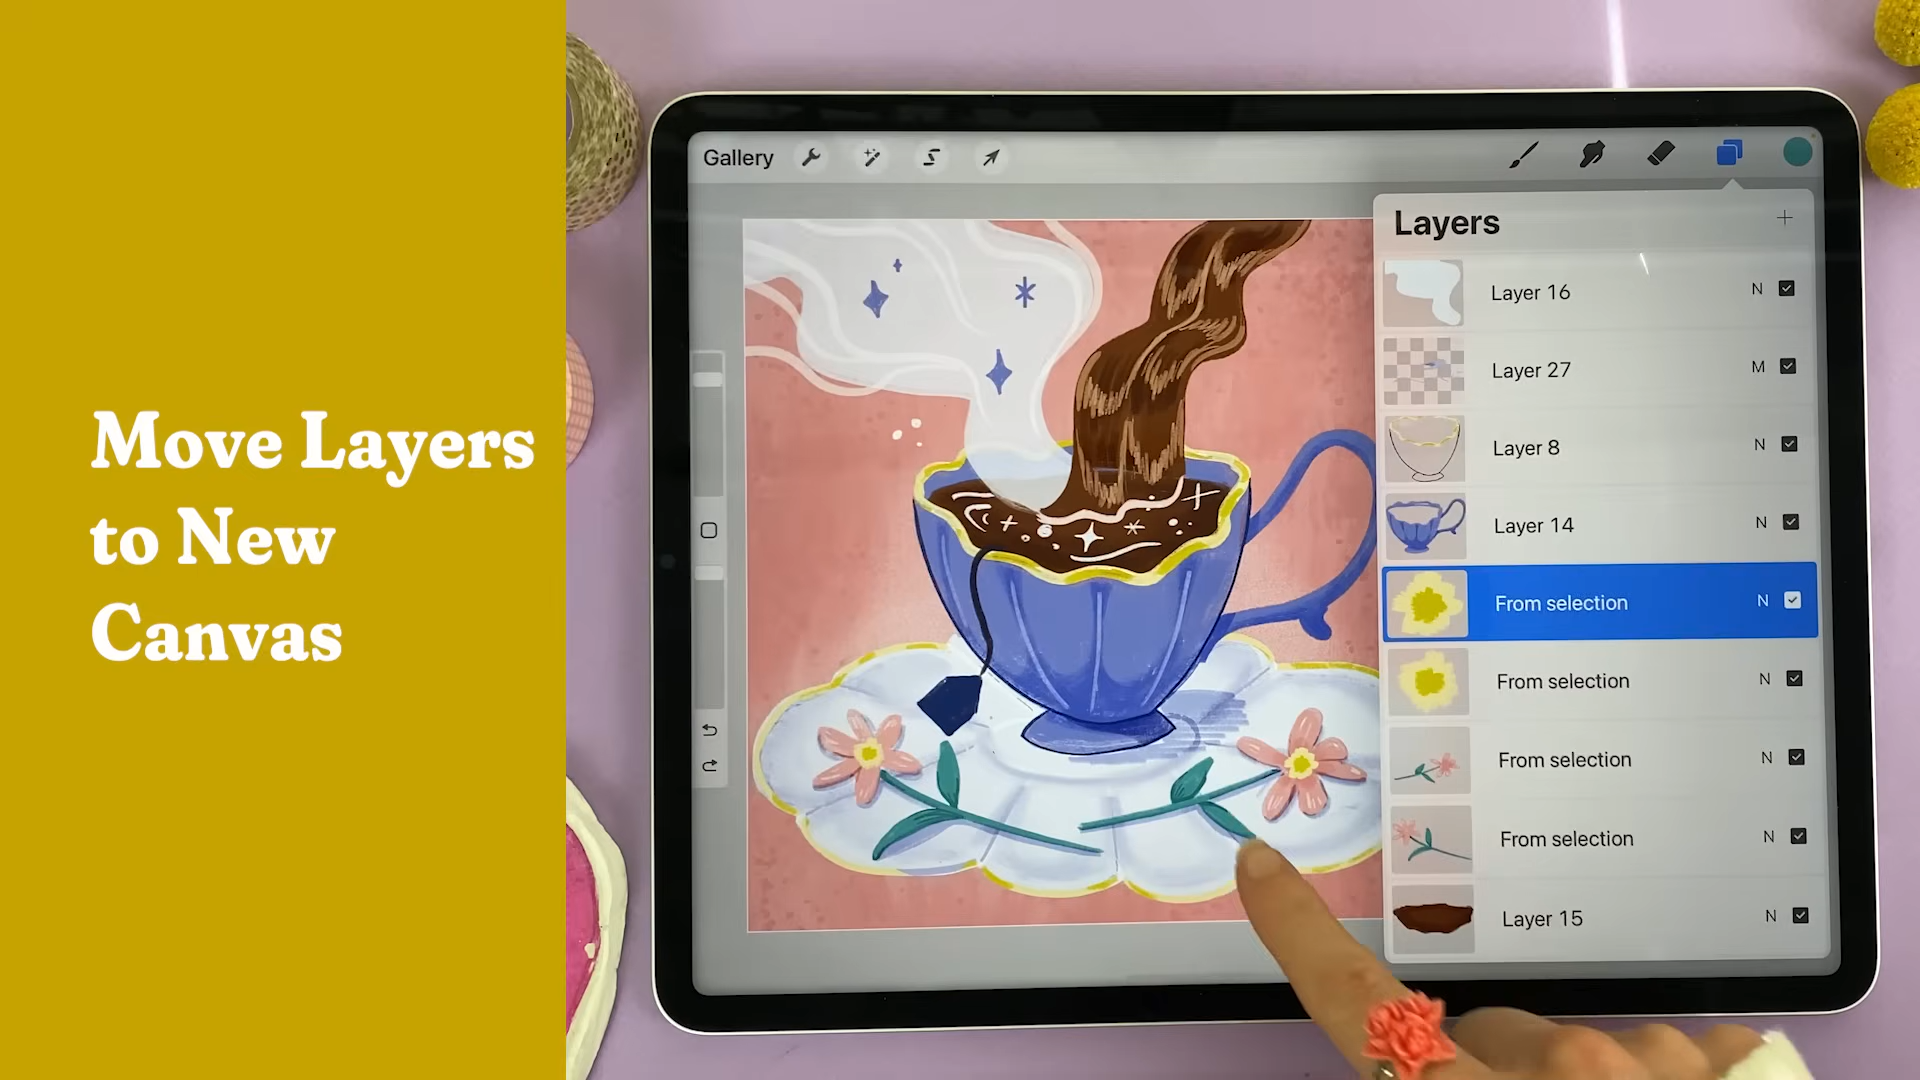 Move Layers
to New
Canvas
Gallery
Layers
Layer 16 N
Layer 27 M
Layer 8 N
Layer 14 N
From selection N
From selection N
From selection N
From selection N
Layer 15 N